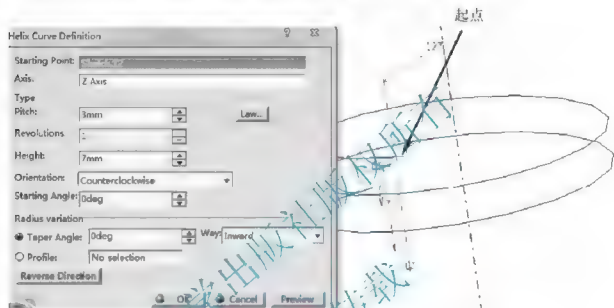 Helix Curve Definition
Starting Point:
Axis: Z Axis
Type
Pitch: 3mm Law...
Revolutions: 1
Height: 7mm
Orientation: Counterclockwise
Starting Angle: 0deg
Radius variation
Taper Angle: 0deg Way: Inward
Profile: No selection
Reverse Direction
OK Cancel Preview
起点